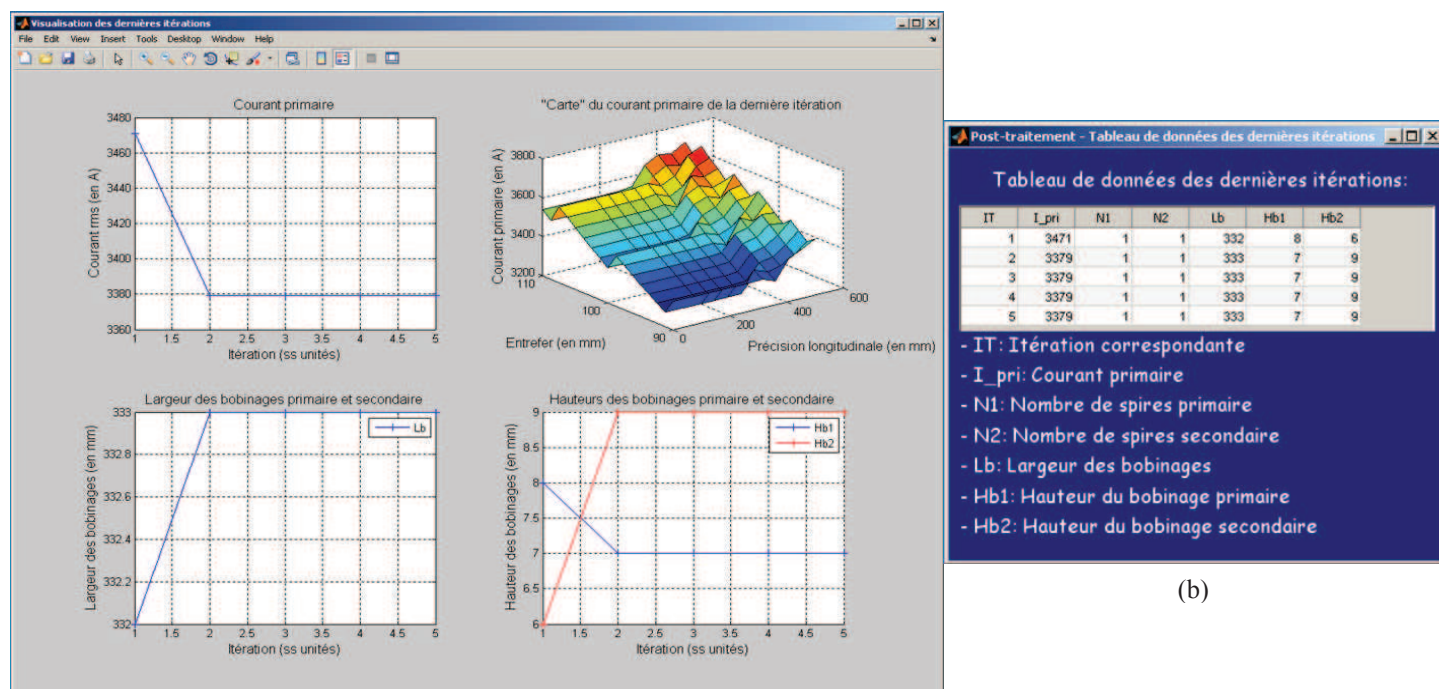 Visualisation des dernières itérations
File Edit View Insert Tools Desktop Window Help
Courant primaire
3480
3460
3440
3420
3400
3380
3360
Courant rms (en A)
1 1.5 2 2.5 3 3.5 4 4.5 5
Itération (ss unités)
"Carte" du courant primaire de la dernière itération
3800
3600
3400
3200
Courant primaire (en A)
110
100
90
Entrefer (en mm)
0
200
400
600
Précision longitudinale (en mm)
Largeur des bobinages primaire et secondaire
333
332.8
332.6
332.4
332.2
332
Largeur des bobinages (en mm)
Lb
1 1.5 2 2.5 3 3.5 4 4.5 5
Itération (ss unités)
Hauteurs des bobinages primaire et secondaire
9
8.5
8
7.5
7
6.5
6
Hauteur des bobinages (en mm)
Hb1
Hb2
1 1.5 2 2.5 3 3.5 4 4.5 5
Itération (ss unités)
Post-traitement - Tableau de données des dernières itérations
Tableau de données des dernières itérations:
IT I_pri N1 N2 Lb Hb1 Hb2
1 3471 1 1 332 8 6
2 3379 1 1 333 7 9
3 3379 1 1 333 7 9
4 3379 1 1 333 7 9
5 3379 1 1 333 7 9
- IT: Itération correspondante
- I_pri: Courant primaire
- N1: Nombre de spires primaire
- N2: Nombre de spires secondaire
- Lb: Largeur des bobinages
- Hb1: Hauteur du bobinage primaire
- Hb2: Hauteur du bobinage secondaire
(b)